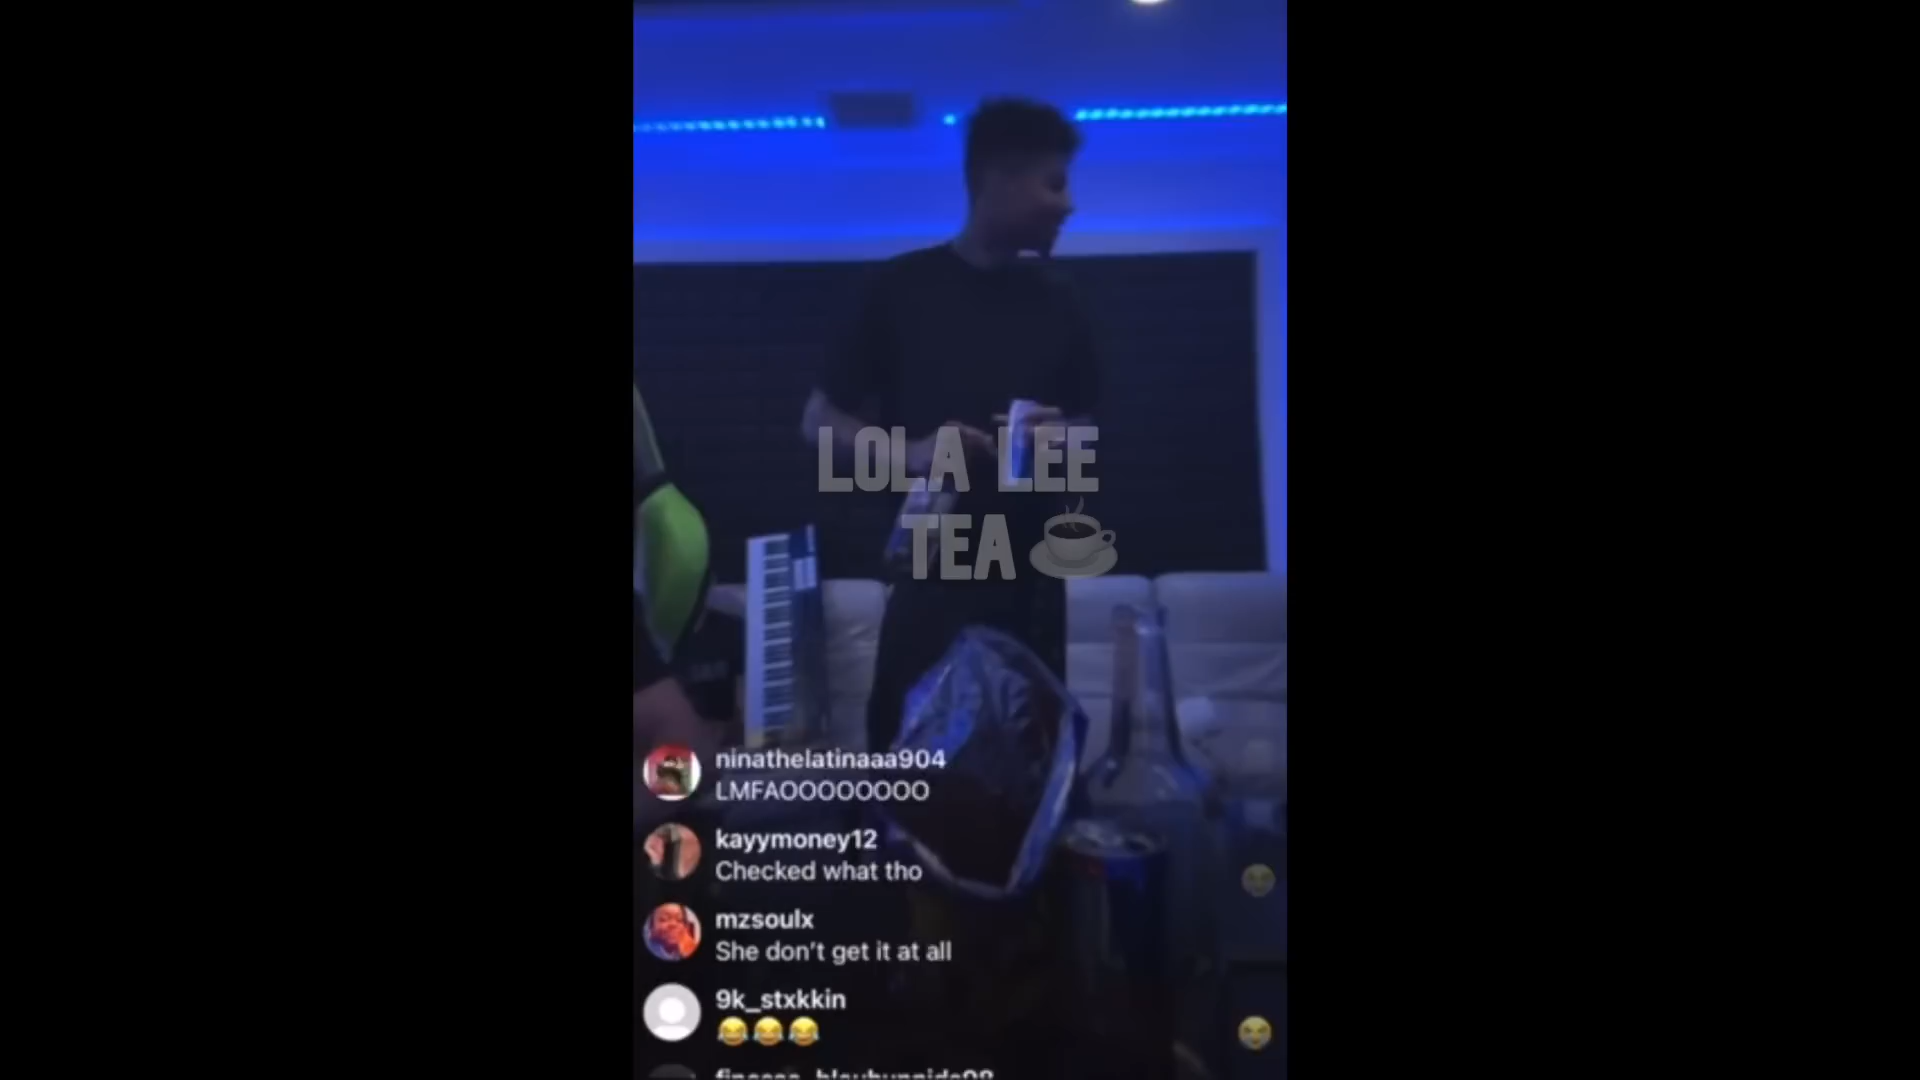 LOLA LEE
TEA
ninathelatinaaa904
LMFAOOOOOOOO
kayymoney12
Checked what tho
mzsoulx
She don't get it at all
9k_stxkkin
😂😂😂